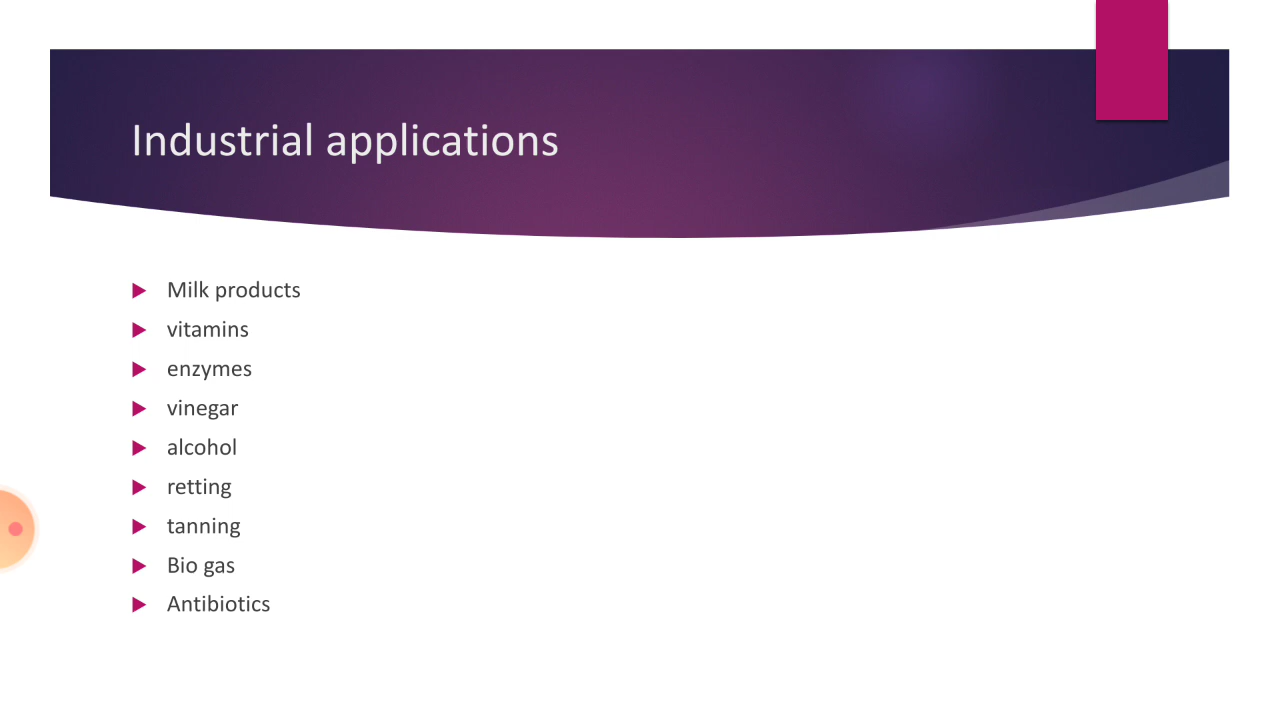 Industrial applications
Milk products
vitamins
enzymes
vinegar
alcohol
retting
tanning
Bio gas
Antibiotics